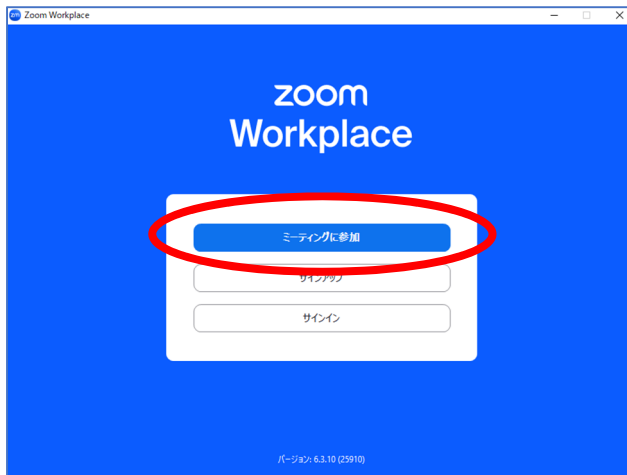 Zoom Workplace
zoom
Workplace
ミーティングに参加
サインアップ
サインイン
バージョン: 6.3.10 (25910)